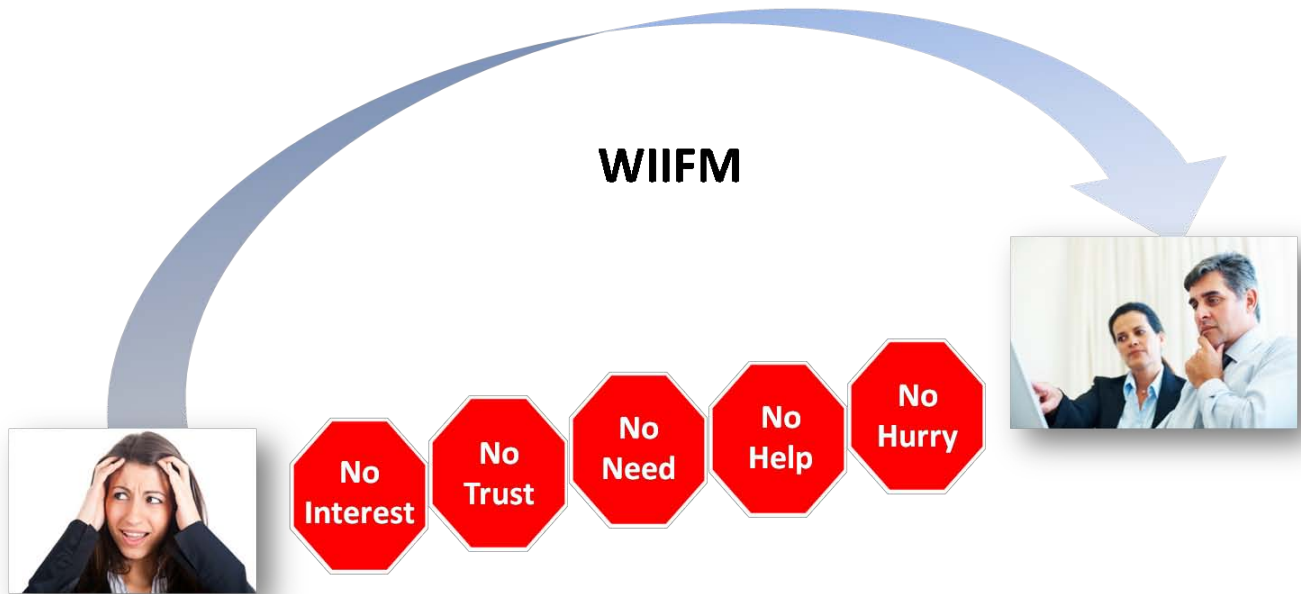 WIIFM
No
Interest
No
Trust
No
Need
No
Help
No
Hurry